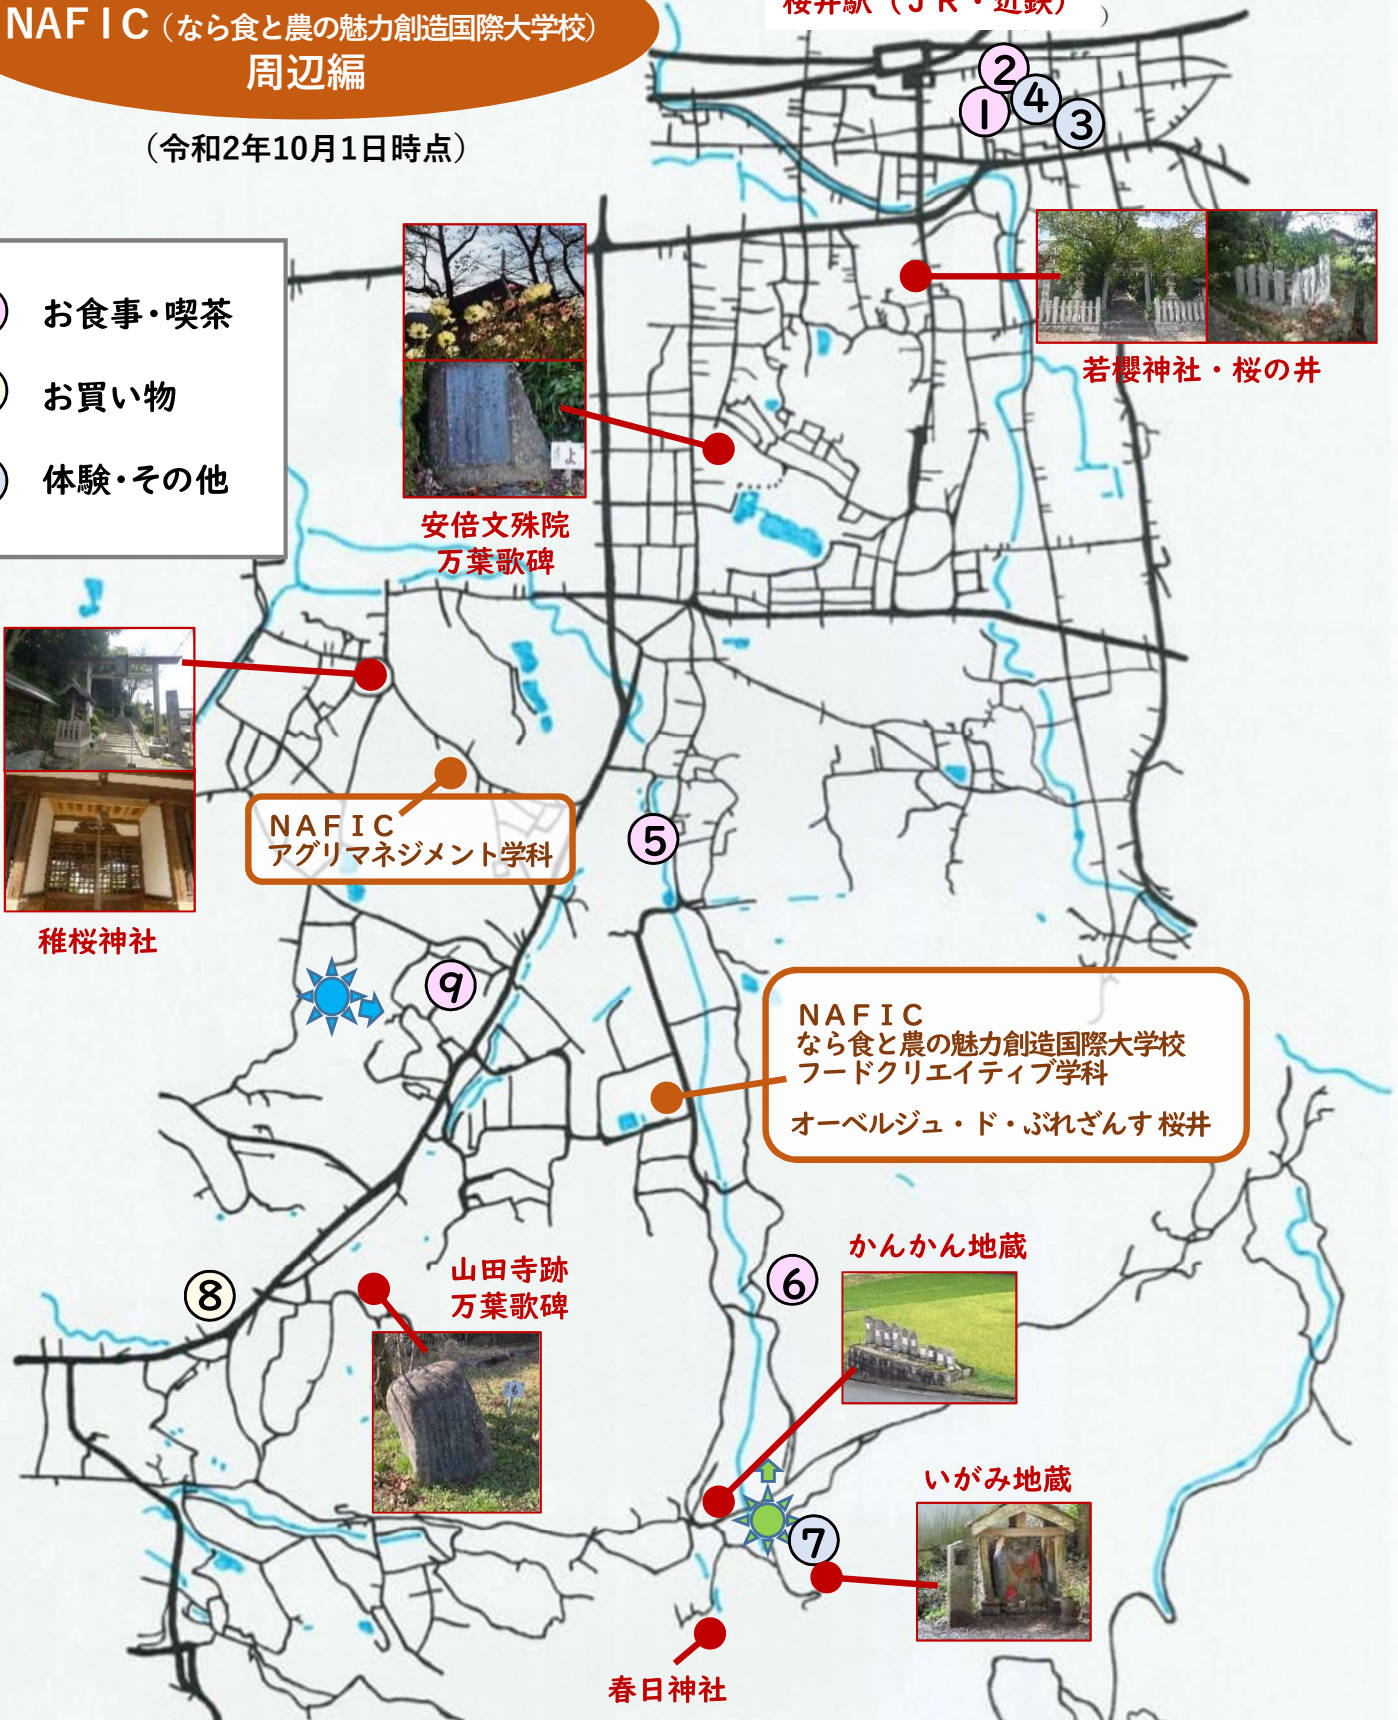 桜井駅（ＪＲ・近鉄）
）
NAFIC（なら食と農の魅力創造国際大学校）
周辺編
（令和2年10月1日時点）
②
④
①
③
お食事・喫茶
お買い物
体験・その他
若櫻神社・桜の井
安倍文殊院
万葉歌碑
ＮＡＦＩＣ
アグリマネジメント学科
⑤
稚桜神社
⑨
ＮＡＦＩＣ
なら食と農の魅力創造国際大学校
フードクリエイティブ学科
オーベルジュ・ド・ぷれざんす 桜井
かんかん地蔵
山田寺跡
万葉歌碑
⑥
⑧
いがみ地蔵
⑦
春日神社